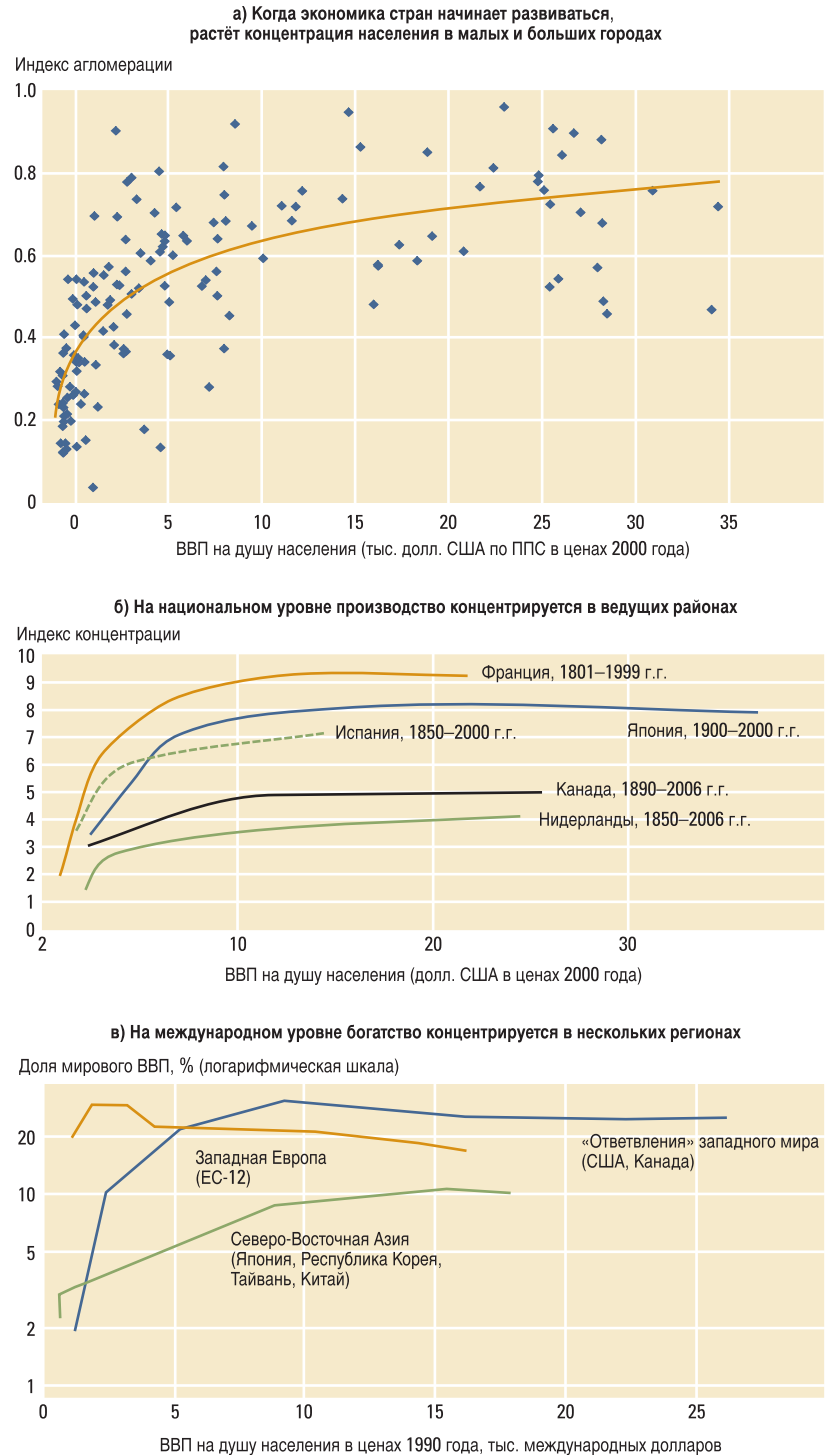 а) Когда экономика стран начинает развиваться,
растёт концентрация населения в малых и больших городах
Индекс агломерации
1.0
0.8
0.6
0.4
0.2
0
0 5 10 15 20 25 30 35
ВВП на душу населения (тыс. долл. США по ППС в ценах 2000 года)
б) На национальном уровне производство концентрируется в ведущих районах
Индекс концентрации
10
9
8
7
6
5
4
3
2
1
0
Франция, 1801–1999 г.г.
Испания, 1850–2000 г.г.
Япония, 1900–2000 г.г.
Канада, 1890–2006 г.г.
Нидерланды, 1850–2006 г.г.
2 10 20 30
ВВП на душу населения (долл. США в ценах 2000 года)
в) На международном уровне богатство концентрируется в нескольких регионах
Доля мирового ВВП, % (логарифмическая шкала)
20
10
5
2
1
«Ответвления» западного мира
(США, Канада)
Западная Европа
(ЕС-12)
Северо-Восточная Азия
(Япония, Республика Корея,
Тайвань, Китай)
0 5 10 15 20 25
ВВП на душу населения в ценах 1990 года, тыс. международных долларов